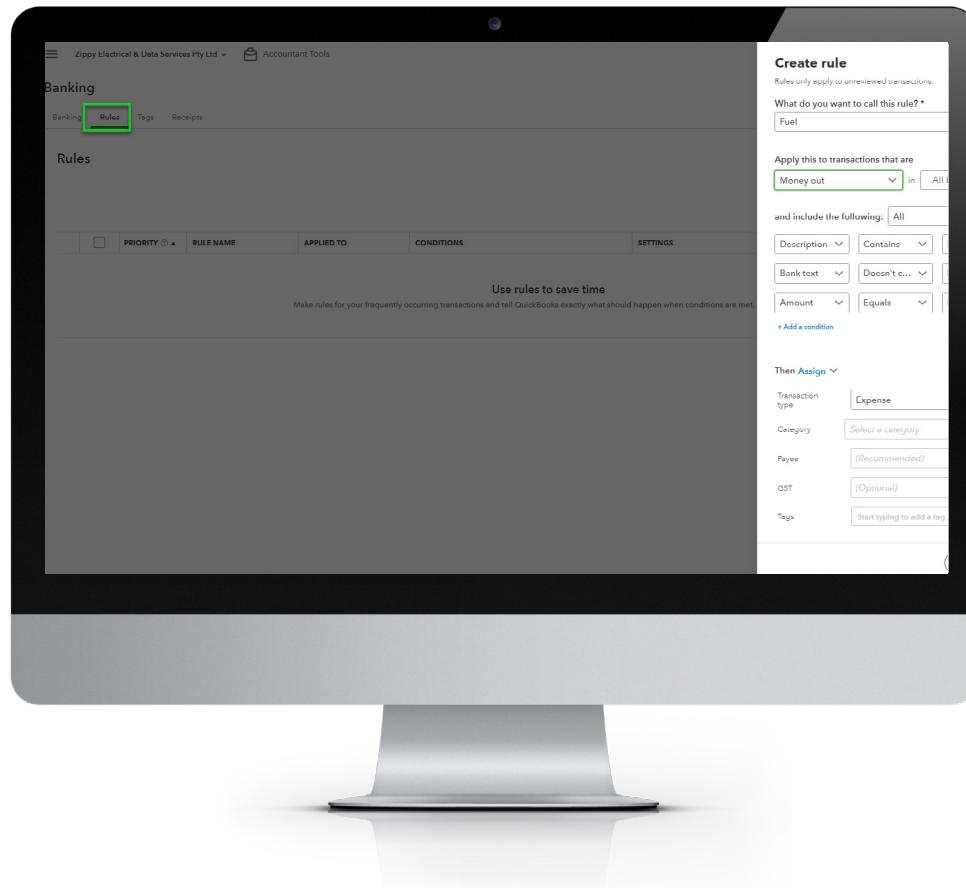 Zippy Electrical & Data Services Pty Ltd Accountant Tools
Banking
Banking Rules Tags Receipts
Rules
PRIORITY RULE NAME APPLIED TO CONDITIONS SETTINGS
Use rules to save time
Make rules for your frequently occurring transactions and tell QuickBooks exactly what should happen when conditions are met.
Create rule
Rules only apply to unreviewed transactions.
What do you want to call this rule? *
Fuel
Apply this to transactions that are
Money out in All
and include the following: All
Description Contains
Bank text Doesn't c...
Amount Equals
+ Add a condition
Then Assign
Transaction
type
Expense
Category Select a category
Payee (Recommended)
GST (Optional)
Tags Start typing to add a tag